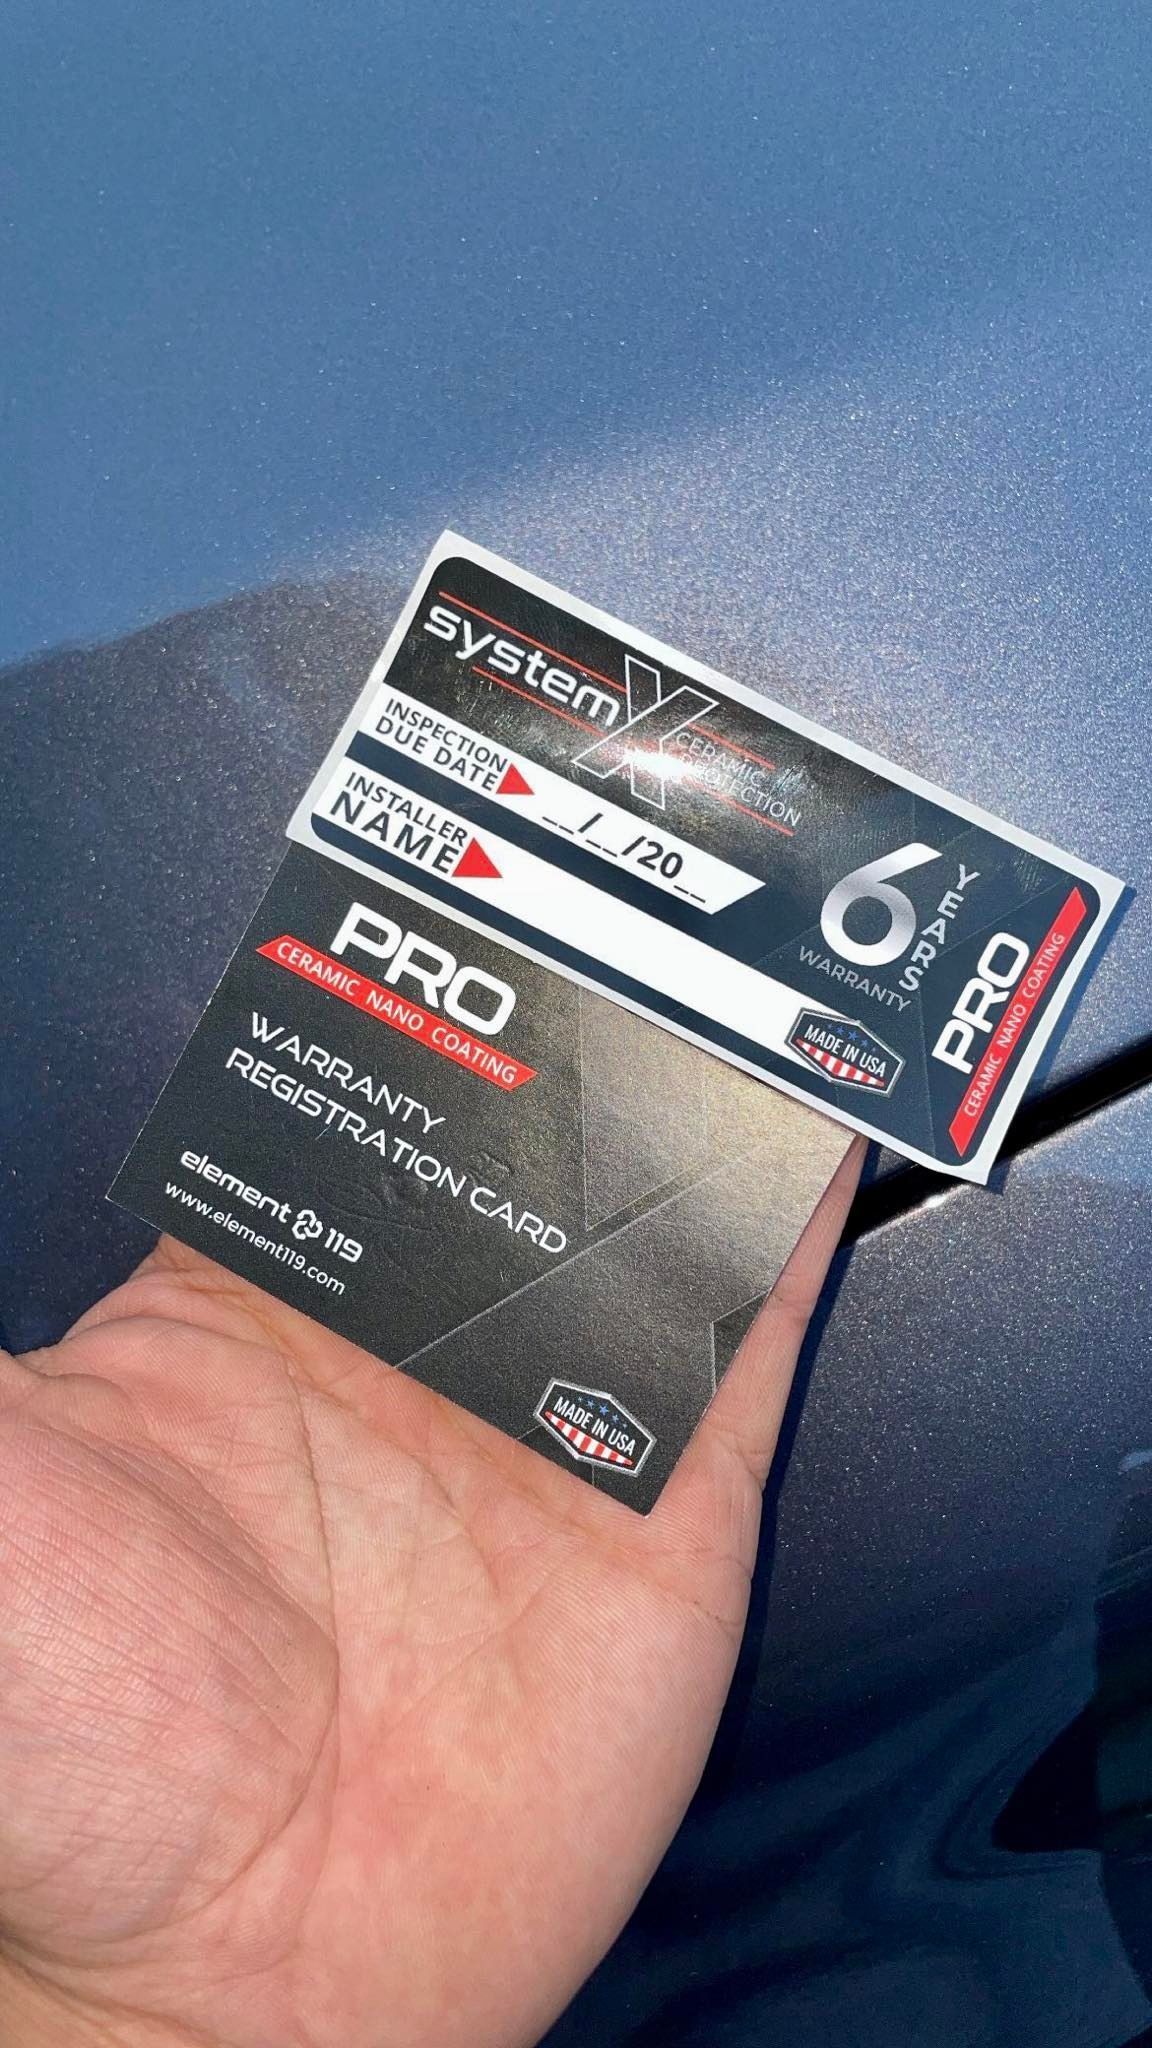 system X
CERAMIC
PROTECTION
INSPECTION
DUE DATE
__/__/20__
INSTALLER
NAME
6 YEARS
WARRANTY
MADE IN USA
PRO
CERAMIC NANO COATING
PRO
CERAMIC NANO COATING
WARRANTY
REGISTRATION CARD
element 119
www.element119.com
MADE IN USA